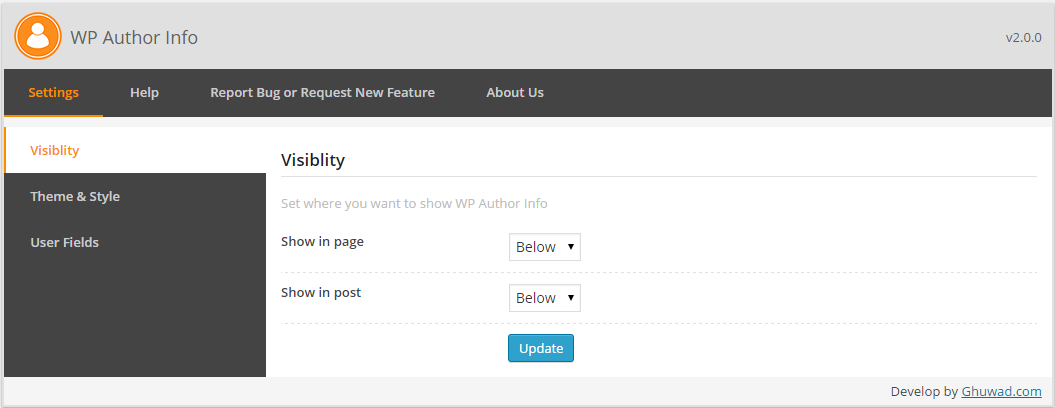 WP Author Info
v2.0.0
Settings Help Report Bug or Request New Feature About Us
Visiblity
Theme & Style
User Fields
Visiblity
Set where you want to show WP Author Info
Show in page Below
Show in post Below
Update
Develop by Ghuwad.com